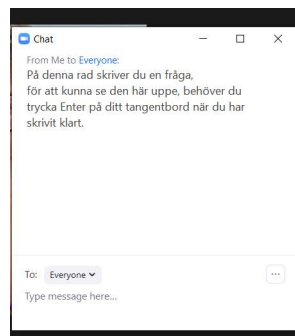 Chat
From Me to Everyone:
På denna rad skriver du en fråga,
för att kunna se den här uppe, behöver du
trycka Enter på ditt tangentbord när du har
skrivit klart.
To: Everyone
Type message here...